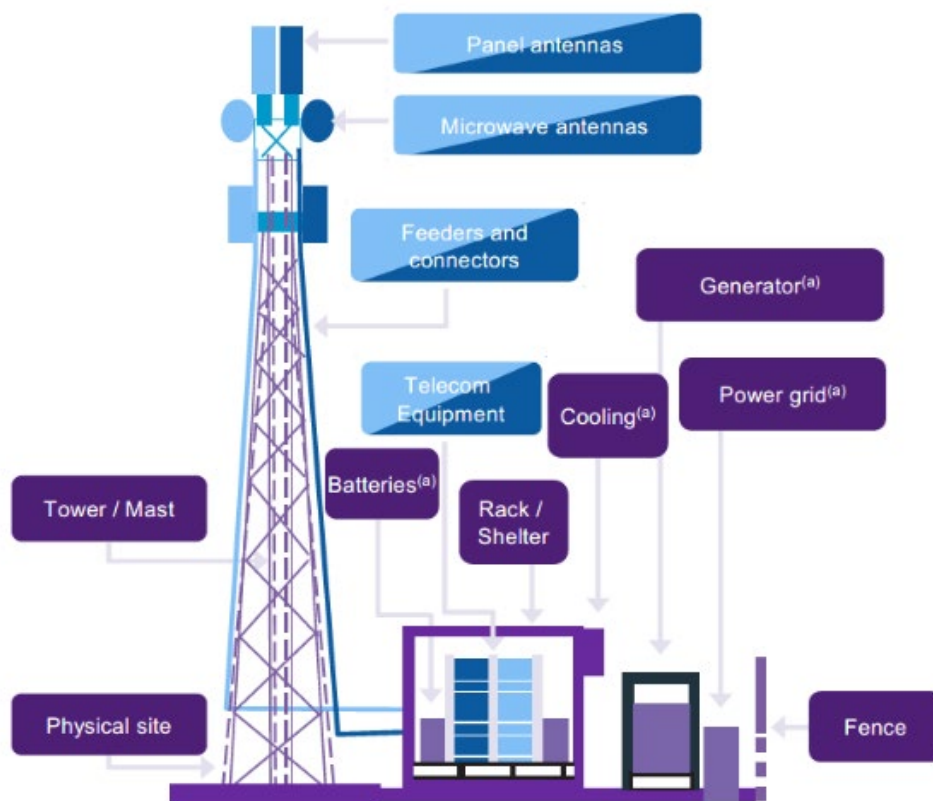 Panel antennas
Microwave antennas
Feeders and
connectors
Generator(a)
Telecom
Equipment
Cooling(a)
Power grid(a)
Batteries(a)
Rack /
Shelter
Tower / Mast
Physical site
Fence